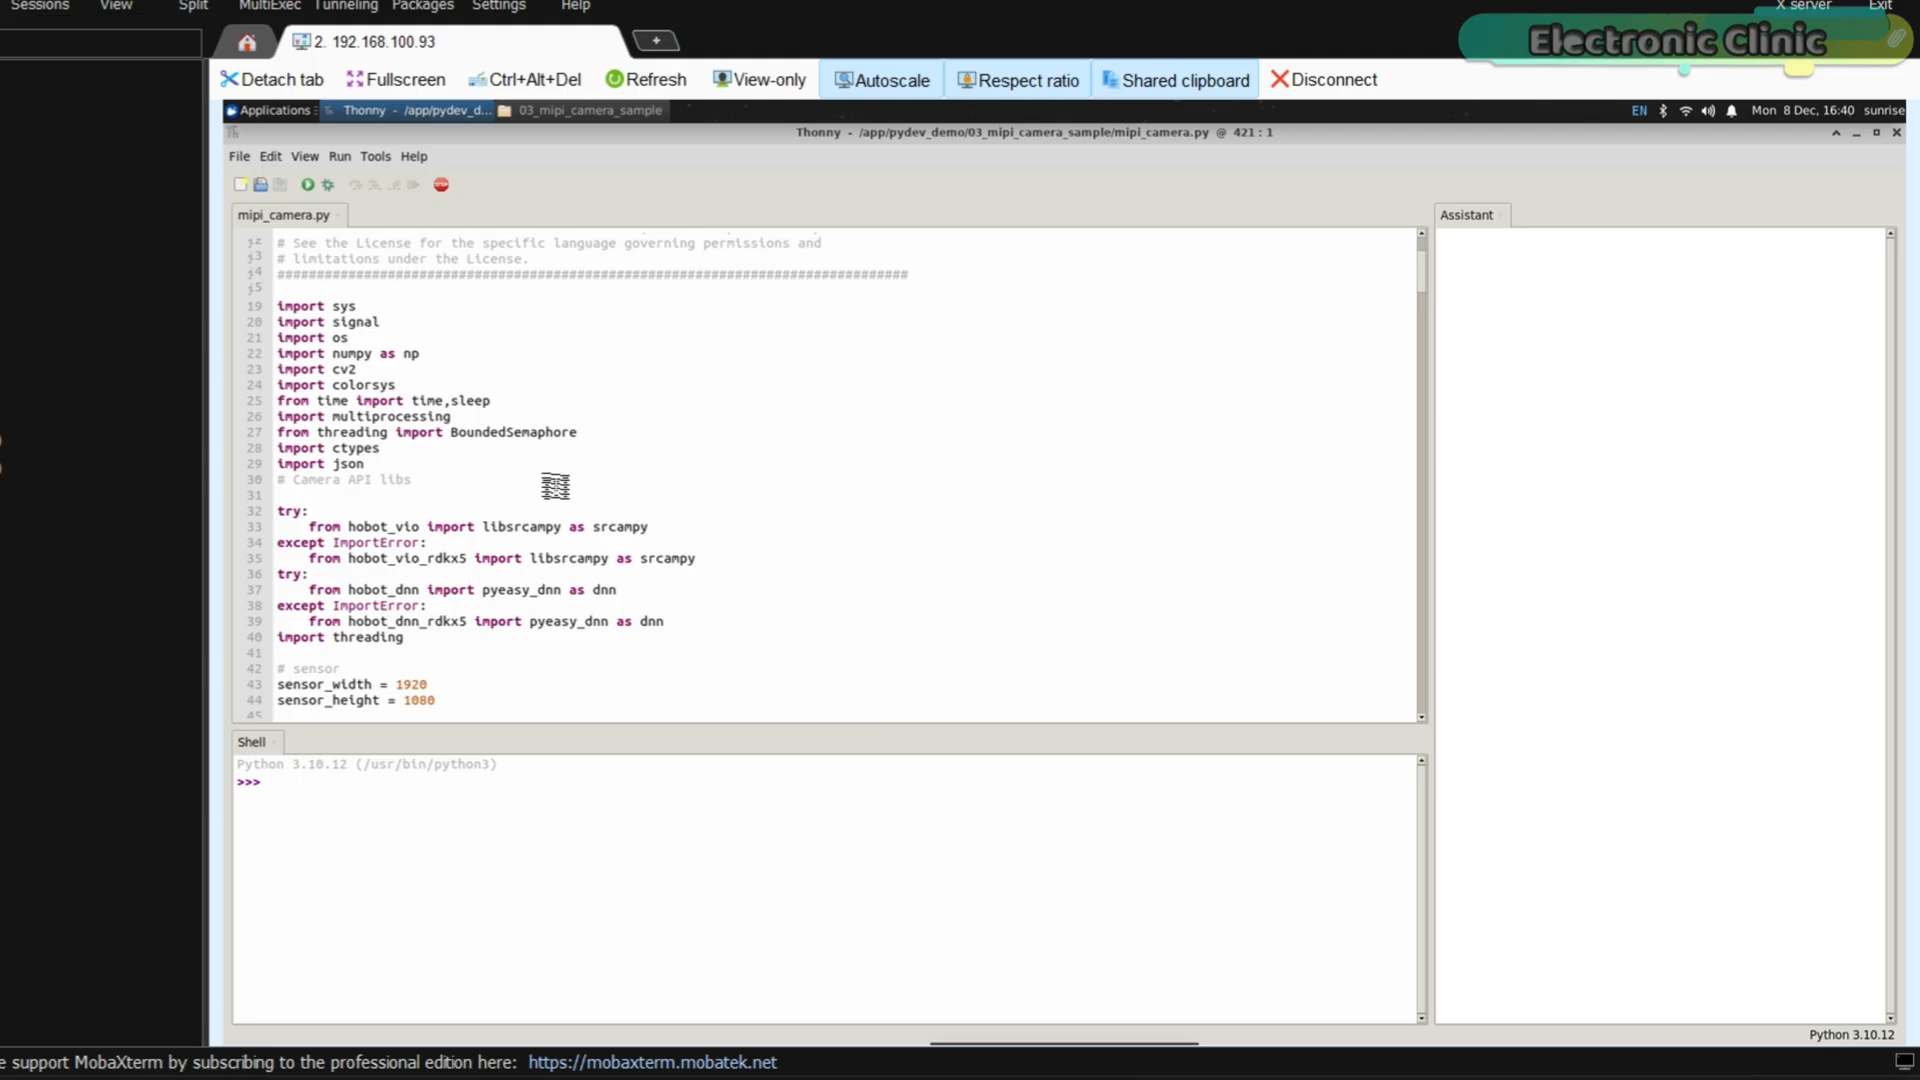 Sessions View Split MultiExec Tunneling Packages Settings Help X server Exit
Electronic Clinic
2. 192.168.100.93
Detach tab Fullscreen Ctrl+Alt+Del Refresh View-only Autoscale Respect ratio Shared clipboard Disconnect
Applications Thonny - /app/pydev_d... 03_mipi_camera_sample EN Mon 8 Dec, 16:40 sunrise
Thonny - /app/pydev_demo/03_mipi_camera_sample/mipi_camera.py @ 421 : 1
File Edit View Run Tools Help
mipi_camera.py
Assistant
# See the License for the specific language governing permissions and
# limitations under the License.
################################################################################
19 import sys
20 import signal
21 import os
22 import numpy as np
23 import cv2
24 import colorsys
25 from time import time,sleep
26 import multiprocessing
27 from threading import BoundedSemaphore
28 import ctypes
29 import json
30 # Camera API libs
31
32 try:
33 from hobot_vio import libsrcampy as srcampy
34 except ImportError:
35 from hobot_vio_rdkx5 import libsrcampy as srcampy
36 try:
37 from hobot_dnn import pyeasy_dnn as dnn
38 except ImportError:
39 from hobot_dnn_rdkx5 import pyeasy_dnn as dnn
40 import threading
41
42 # sensor
43 sensor_width = 1920
44 sensor_height = 1080
45
Shell
Python 3.10.12 (/usr/bin/python3)
>>>
Python 3.10.12
e support MobaXterm by subscribing to the professional edition here: https://mobaxterm.mobatek.net